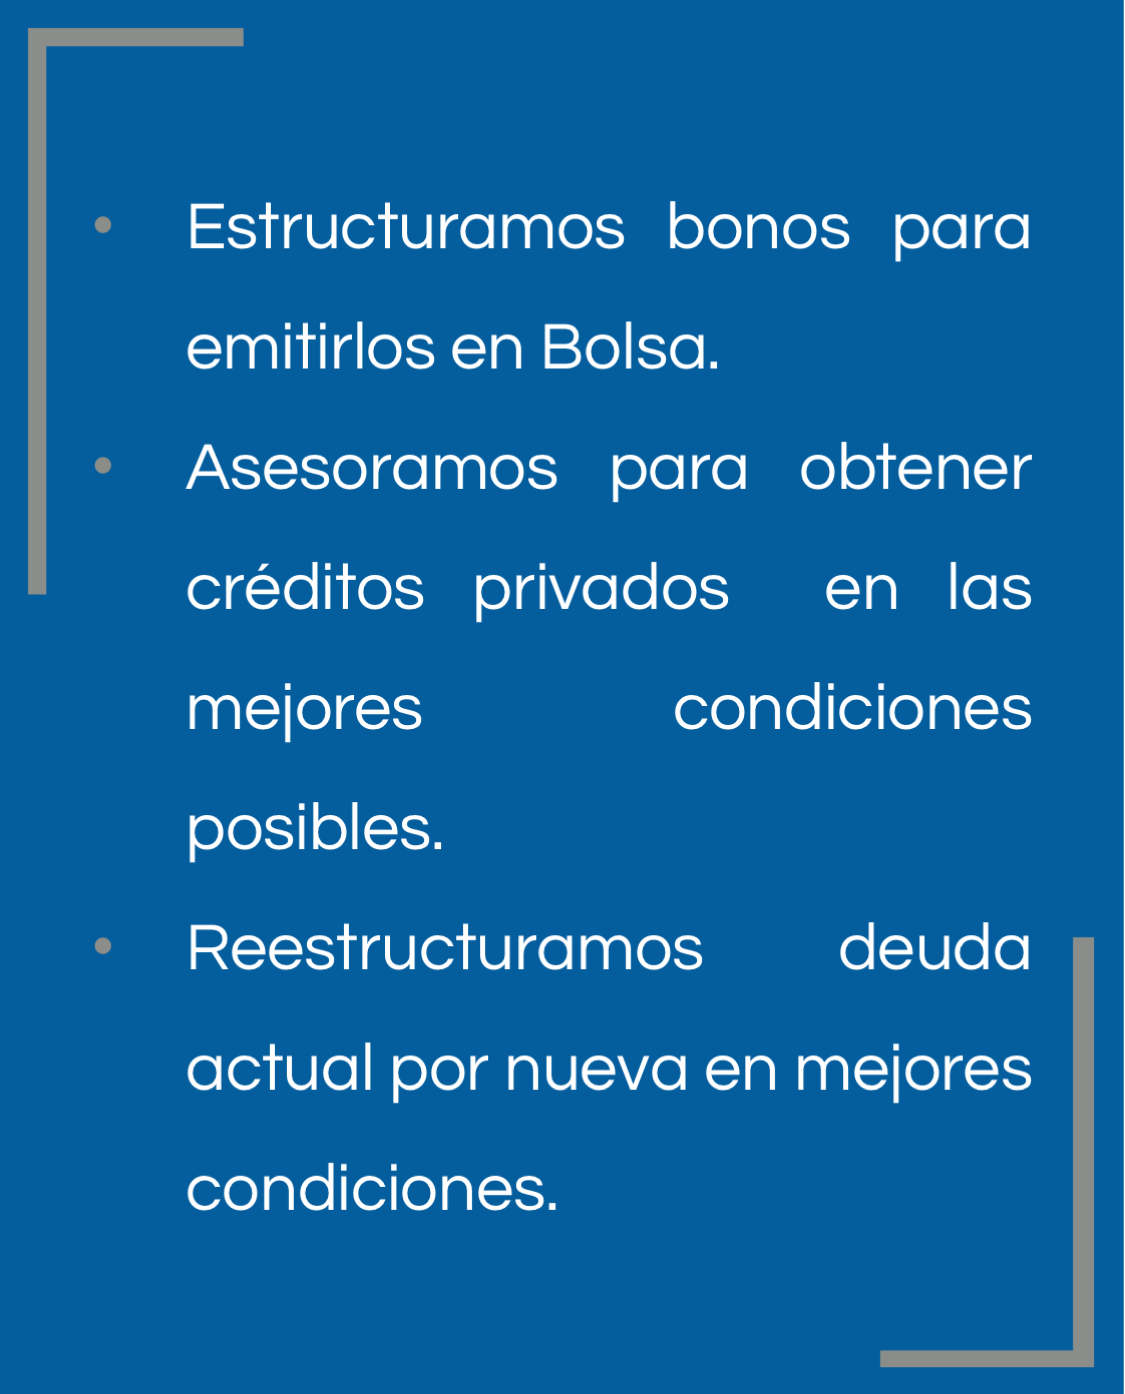 • Estructuramos bonos para
emitirlos en Bolsa.
• Asesoramos para obtener
créditos privados en las
mejores condiciones
posibles.
• Reestructuramos deuda
actual por nueva en mejores
condiciones.